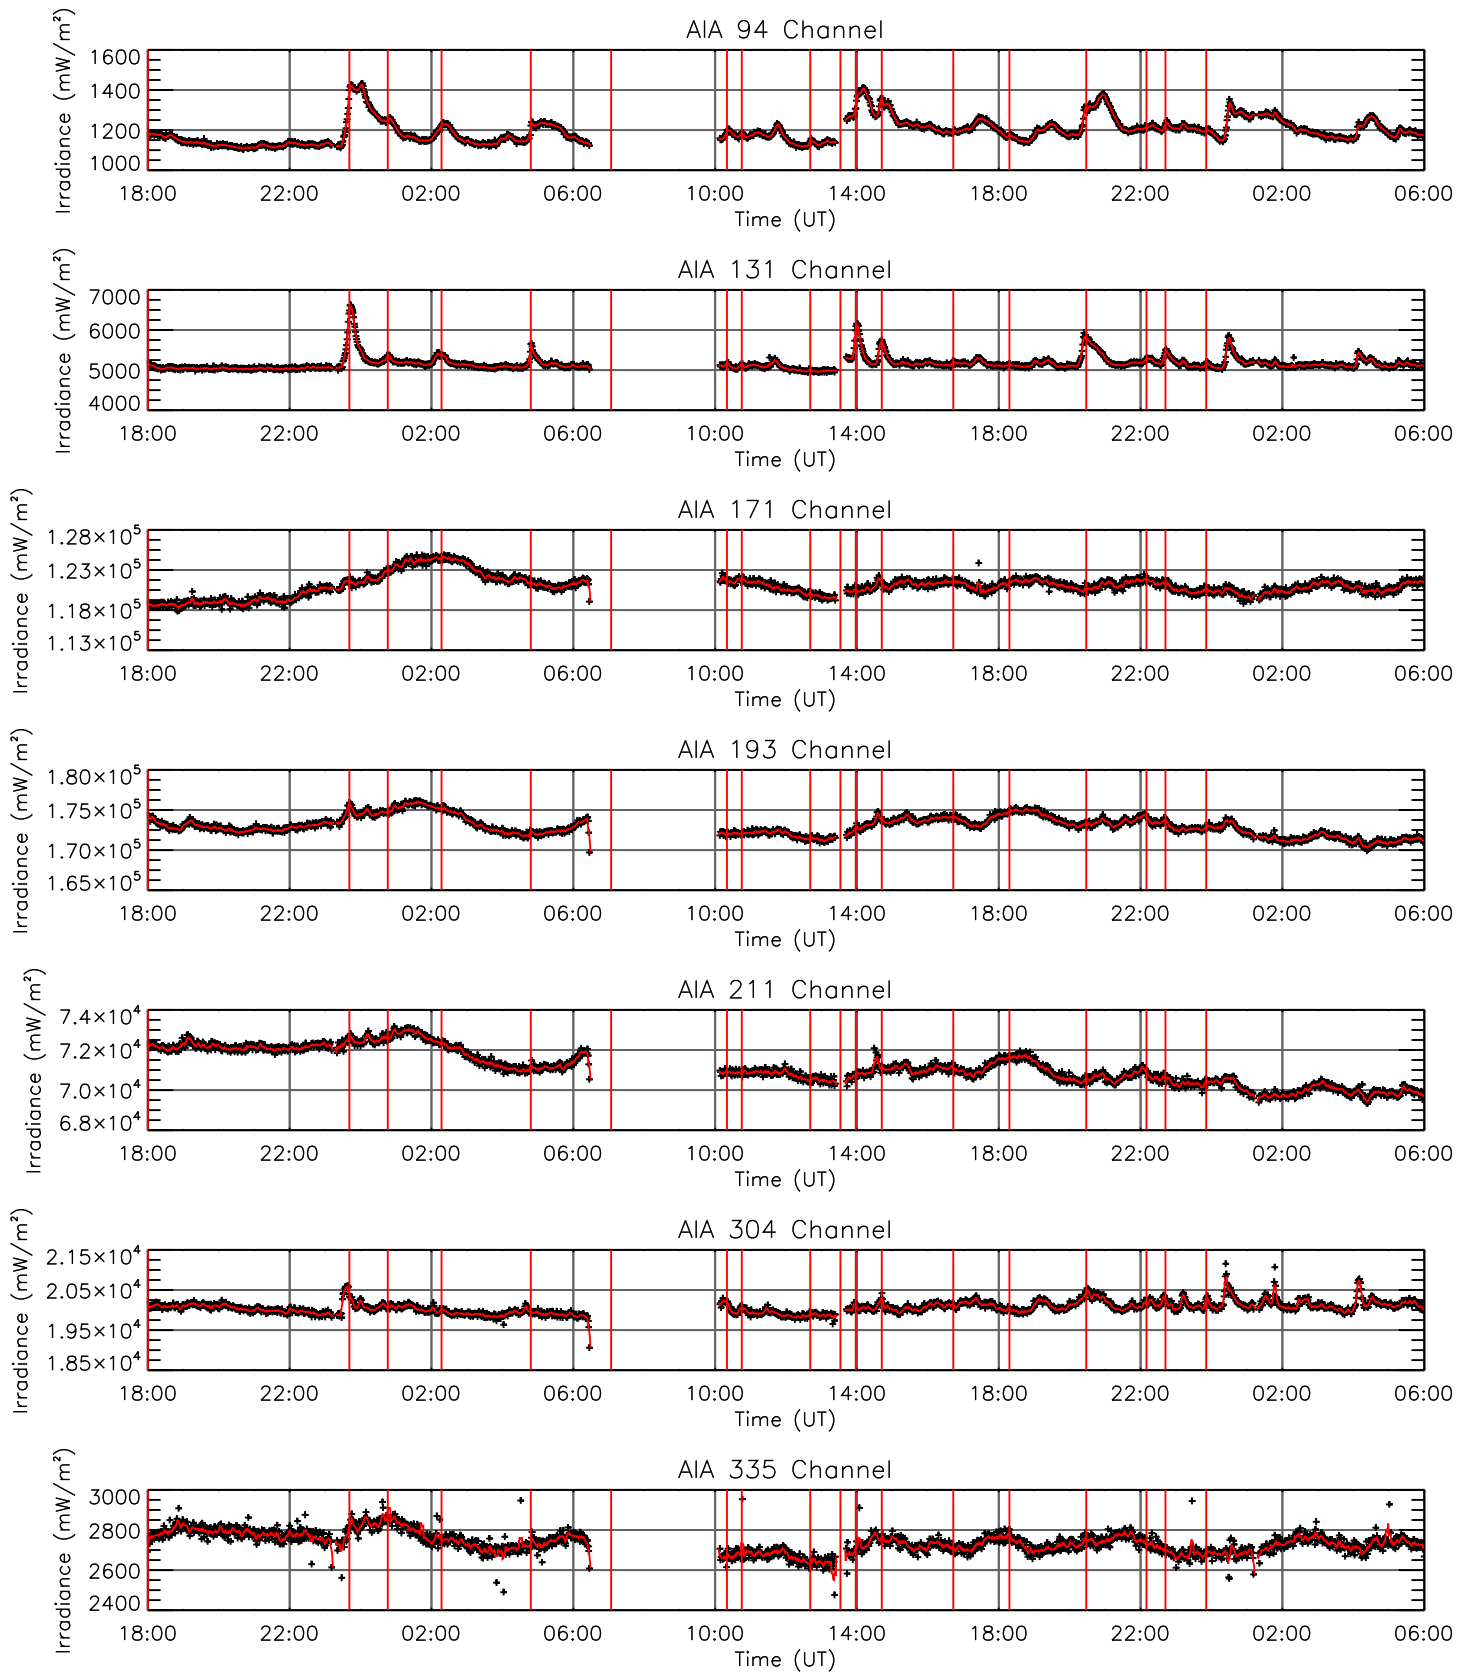 AIA 94 Channel
Irradiance (mW/m²)
1600
1400
1200
1000
18:00 22:00 02:00 06:00 10:00 14:00 18:00 22:00 02:00 06:00
Time (UT)
AIA 131 Channel
Irradiance (mW/m²)
7000
6000
5000
4000
18:00 22:00 02:00 06:00 10:00 14:00 18:00 22:00 02:00 06:00
Time (UT)
AIA 171 Channel
Irradiance (mW/m²)
1.28×10⁵
1.23×10⁵
1.18×10⁵
1.13×10⁵
18:00 22:00 02:00 06:00 10:00 14:00 18:00 22:00 02:00 06:00
Time (UT)
AIA 193 Channel
Irradiance (mW/m²)
1.80×10⁵
1.75×10⁵
1.70×10⁵
1.65×10⁵
18:00 22:00 02:00 06:00 10:00 14:00 18:00 22:00 02:00 06:00
Time (UT)
AIA 211 Channel
Irradiance (mW/m²)
7.4×10⁴
7.2×10⁴
7.0×10⁴
6.8×10⁴
18:00 22:00 02:00 06:00 10:00 14:00 18:00 22:00 02:00 06:00
Time (UT)
AIA 304 Channel
Irradiance (mW/m²)
2.15×10⁴
2.05×10⁴
1.95×10⁴
1.85×10⁴
18:00 22:00 02:00 06:00 10:00 14:00 18:00 22:00 02:00 06:00
Time (UT)
AIA 335 Channel
Irradiance (mW/m²)
3000
2800
2600
2400
18:00 22:00 02:00 06:00 10:00 14:00 18:00 22:00 02:00 06:00
Time (UT)